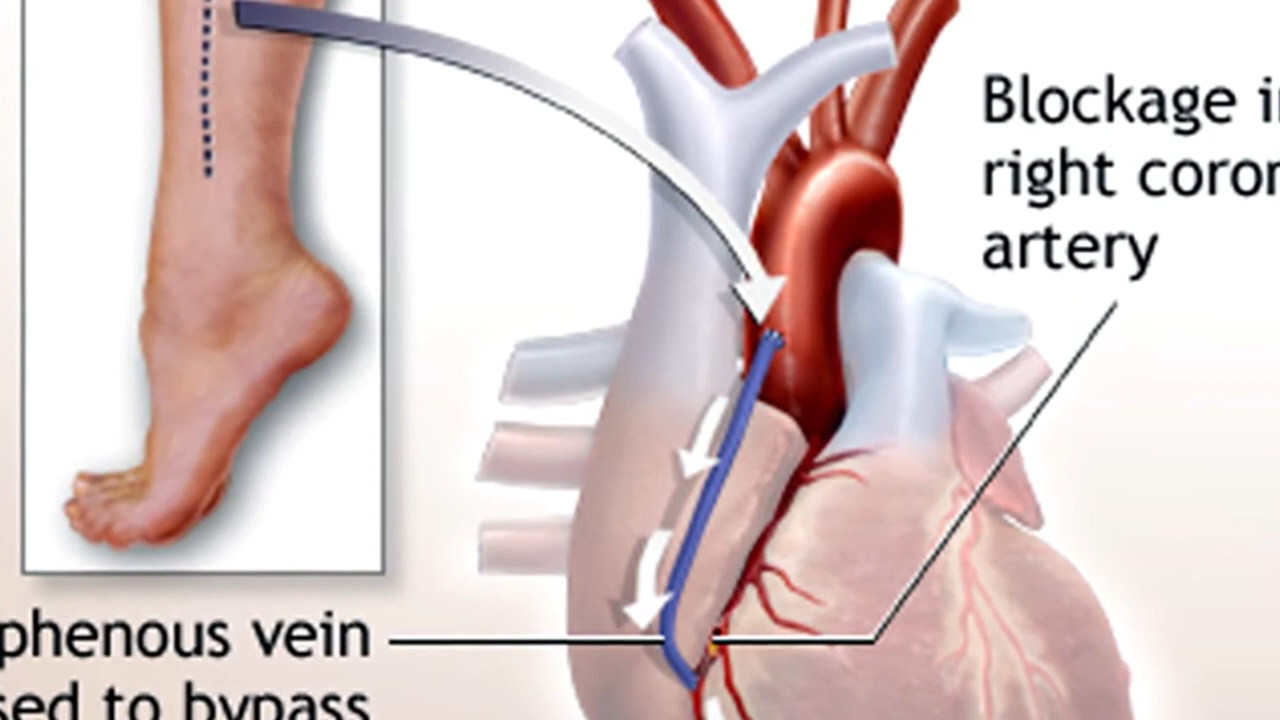 Blockage in
right coron
artery
phenous vein
sed to bypass